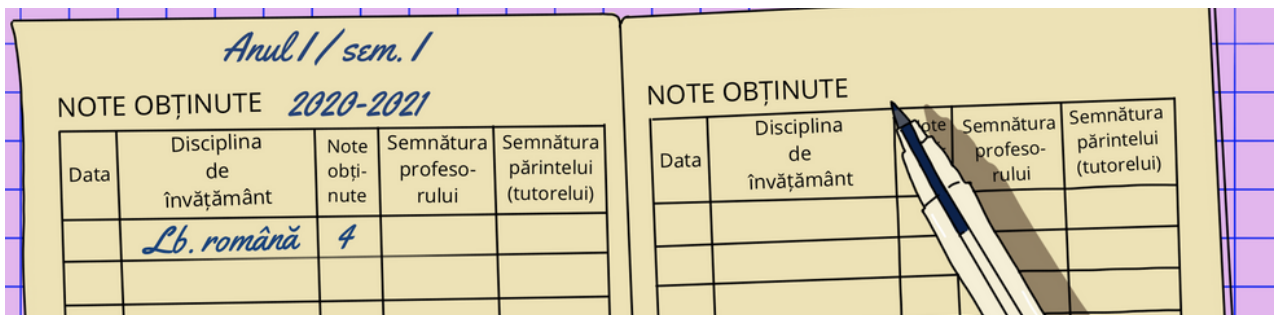 Anul I / sem. I
NOTE OBȚINUTE 2020-2021
Data
Disciplina
de
învățământ
Note
obți-
nute
Semnătura
profeso-
rului
Semnătura
părintelui
(tutorelui)
Lb. română 4
NOTE OBȚINUTE
Data
Disciplina
de
învățământ
Semnătura
profeso-
rului
Semnătura
părintelui
(tutorelui)